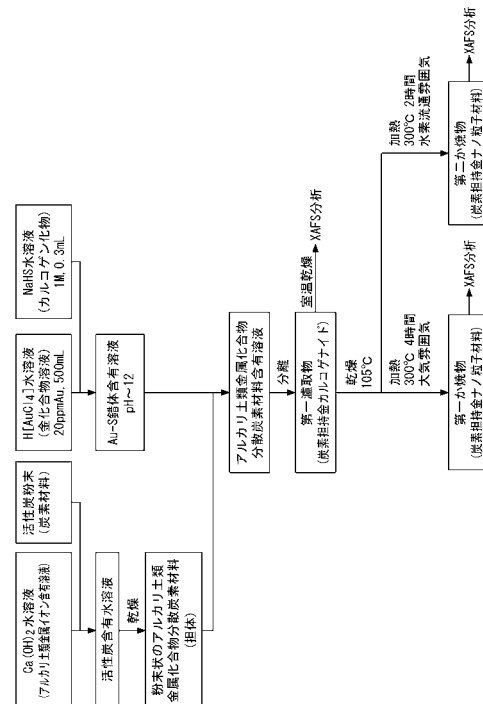 Ca(OH)₂水溶液
(アルカリ土類金属イオン含有溶液)
活性炭粉末
(炭素材料)
H[AuCl₄]水溶液
(金化合物溶液)
20ppmAu, 500mL
NaHS水溶液
(カルコゲン化物)
1M, 0.3mL
活性炭含有水溶液
Au-S錯体含有溶液
pH~12
乾燥
粉末状のアルカリ土類
金属化合物分散炭素材料
(担体)
アルカリ土類金属化合物
分散炭素材料含有溶液
分離
第一濾取物
(炭素担持金カルコゲナイド)
室温乾燥
XAFS分析
乾燥
105℃
加熱
300℃ 4時間
大気雰囲気
加熱
300℃ 2時間
水素流通雰囲気
第一か焼物
(炭素担持金ナノ粒子材料)
XAFS分析
第二か焼物
(炭素担持金ナノ粒子材料)
XAFS分析